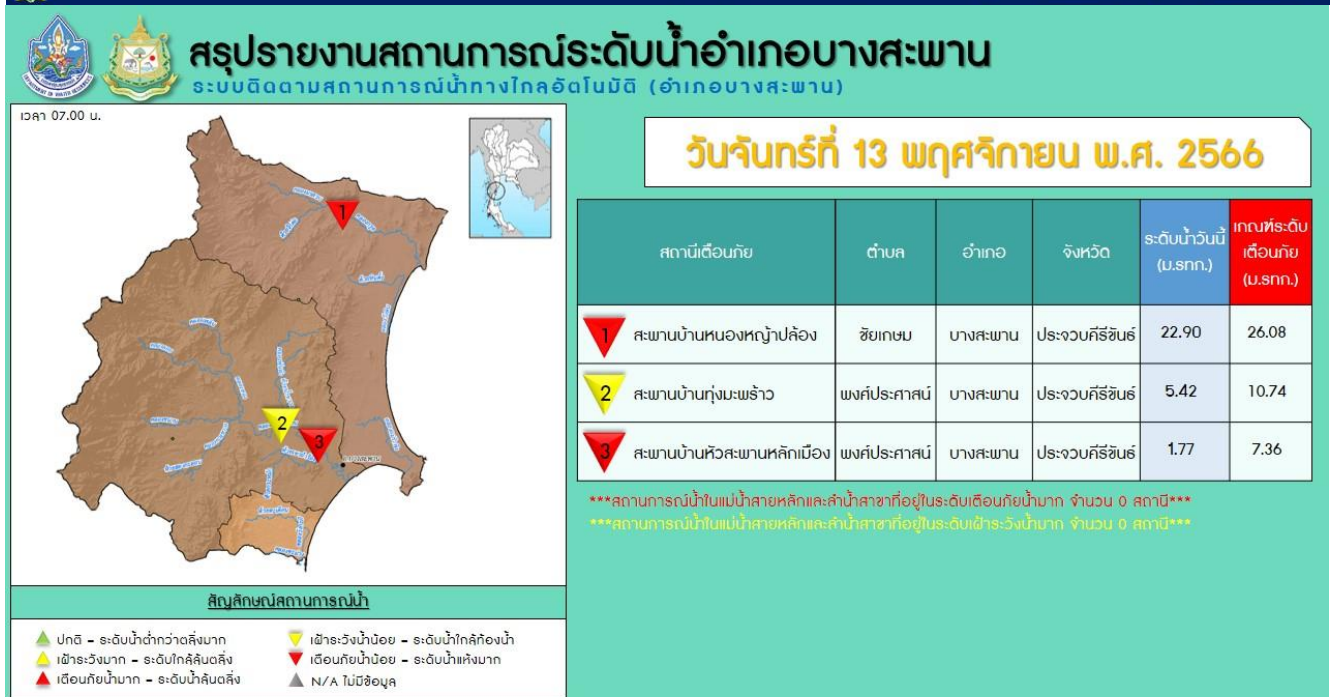 สรุปรายงานสถานการณ์ระดับน้ำอำเภอบางสะพาน
ระบบติดตามสถานการณ์น้ำทางไกลอัตโนมัติ (อำเภอบางสะพาน)
เวลา 07.00 น.
1
2
3
วันจันทร์ที่ 13 พฤศจิกายน พ.ศ. 2566
สถานีเตือนภัย ตำบล อำเภอ จังหวัด ระดับน้ำวันนี้ (ม.รทก.) เกณฑ์ระดับเตือนภัย (ม.รทก.)
1 สะพานบ้านหนองหญ้าปล้อง ชัยเกษม บางสะพาน ประจวบคีรีขันธ์ 22.90 26.08
2 สะพานบ้านทุ่งมะพร้าว พงศ์ประศาสน์ บางสะพาน ประจวบคีรีขันธ์ 5.42 10.74
3 สะพานบ้านหัวสะพานหลักเมือง พงศ์ประศาสน์ บางสะพาน ประจวบคีรีขันธ์ 1.77 7.36
***สถานการณ์น้ำในแม่น้ำสายหลักและลำน้ำสาขาที่อยู่ในระดับเตือนภัยน้ำมาก จำนวน 0 สถานี***
***สถานการณ์น้ำในแม่น้ำสายหลักและลำน้ำสาขาที่อยู่ในระดับเฝ้าระวังน้ำมาก จำนวน 0 สถานี***
สัญลักษณ์สถานการณ์น้ำ
ปกติ - ระดับน้ำต่ำกว่าตลิ่งมาก
เฝ้าระวังมาก - ระดับใกล้ล้นตลิ่ง
เตือนภัยน้ำมาก - ระดับน้ำล้นตลิ่ง
เฝ้าระวังน้ำน้อย - ระดับน้ำใกล้ท้องน้ำ
เตือนภัยน้ำน้อย - ระดับน้ำแห้งมาก
N/A ไม่มีข้อมูล